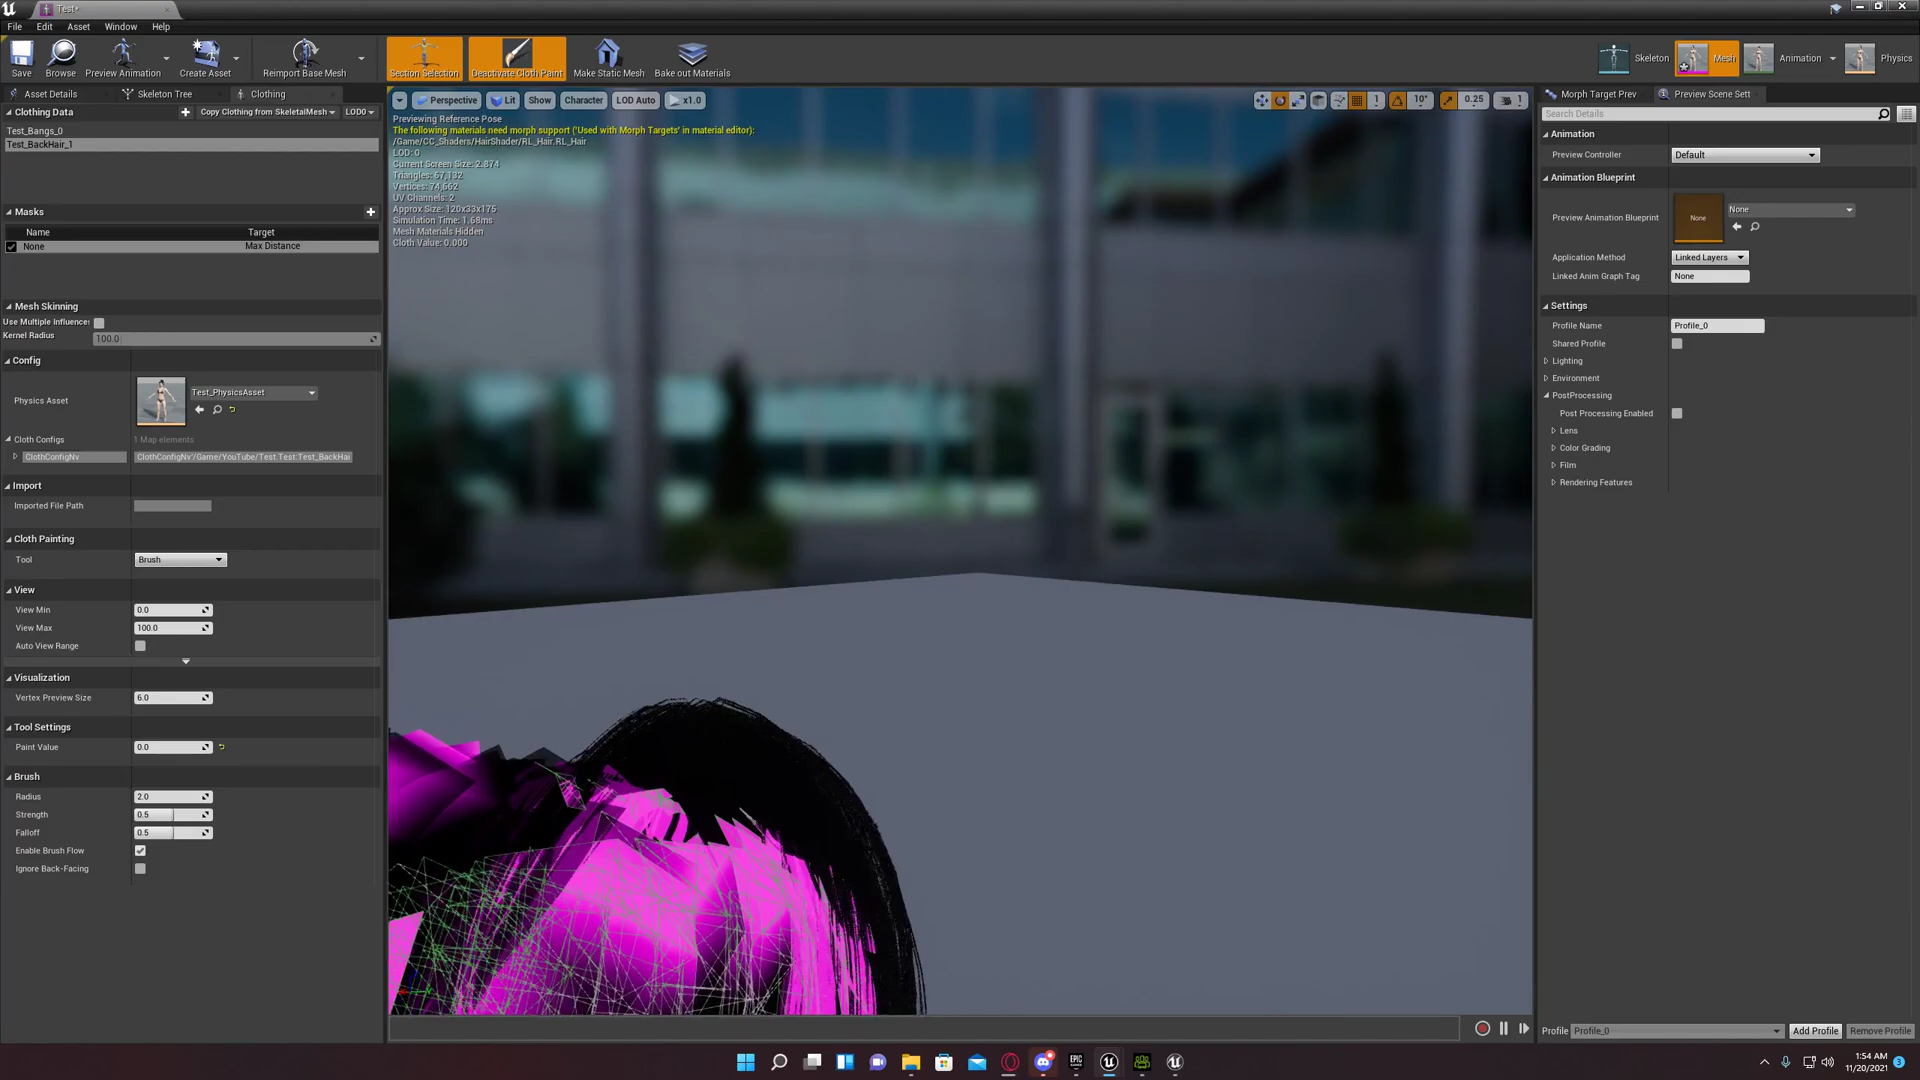 Test*
File Edit Asset Window Help
Save Browse Preview Animation Create Asset Reimport Base Mesh Section Selection Deactivate Cloth Paint Make Static Mesh Bake out Materials Skeleton Mesh Animation Physics
Asset Details Skeleton Tree Clothing
Clothing Data Copy Clothing from SkeletalMesh LOD0
Test_Bangs_0
Test_BackHair_1
Masks
Name Target
None Max Distance
Mesh Skinning
Use Multiple Influence
Kernel Radius 100.0
Config
Physics Asset Test_PhysicsAsset
Cloth Configs 1 Map elements
ClothConfigNv ClothConfigNv'/Game/YouTube/Test.Test:Test_BackHai
Import
Imported File Path
Cloth Painting
Tool Brush
View
View Min 0.0
View Max 100.0
Auto View Range
Visualization
Vertex Preview Size 6.0
Tool Settings
Paint Value 0.0
Brush
Radius 2.0
Strength 0.5
Falloff 0.5
Enable Brush Flow
Ignore Back-Facing
Perspective Lit Show Character LOD Auto x1.0 1 10° 0.25 1
Previewing Reference Pose
The following materials need morph support ('Used with Morph Targets' in material editor):
/Game/CC_Shaders/HairShader/RL_Hair.RL_Hair
LOD: 0
Current Screen Size: 2.874
Triangles: 67,132
Vertices: 74,662
UV Channels: 2
Approx Size: 120x33x175
Simulation Time: 1.68ms
Mesh Materials Hidden
Cloth Value: 0.000
Morph Target Prev Preview Scene Sett
Search Details
Animation
Preview Controller Default
Animation Blueprint
Preview Animation Blueprint None None
Application Method Linked Layers
Linked Anim Graph Tag None
Settings
Profile Name Profile_0
Shared Profile
Lighting
Environment
PostProcessing
Post Processing Enabled
Lens
Color Grading
Film
Rendering Features
Profile Profile_0 Add Profile Remove Profile
EPIC
1:54 AM
11/20/2021
3